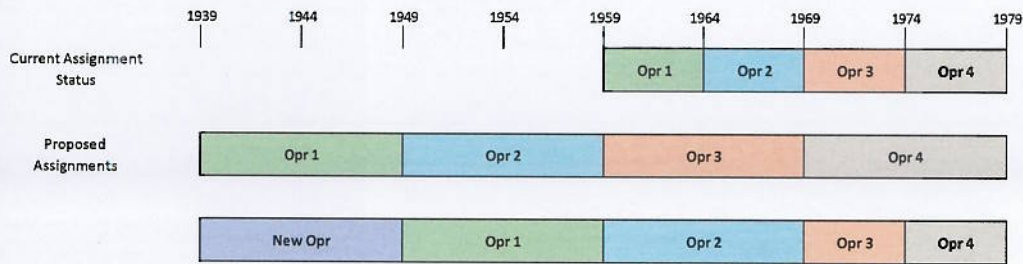 1939 1944 1949 1954 1959 1964 1969 1974 1979
Current Assignment
Status
Opr 1 Opr 2 Opr 3 Opr 4
Proposed
Assignments
Opr 1 Opr 2 Opr 3 Opr 4
New Opr Opr 1 Opr 2 Opr 3 Opr 4